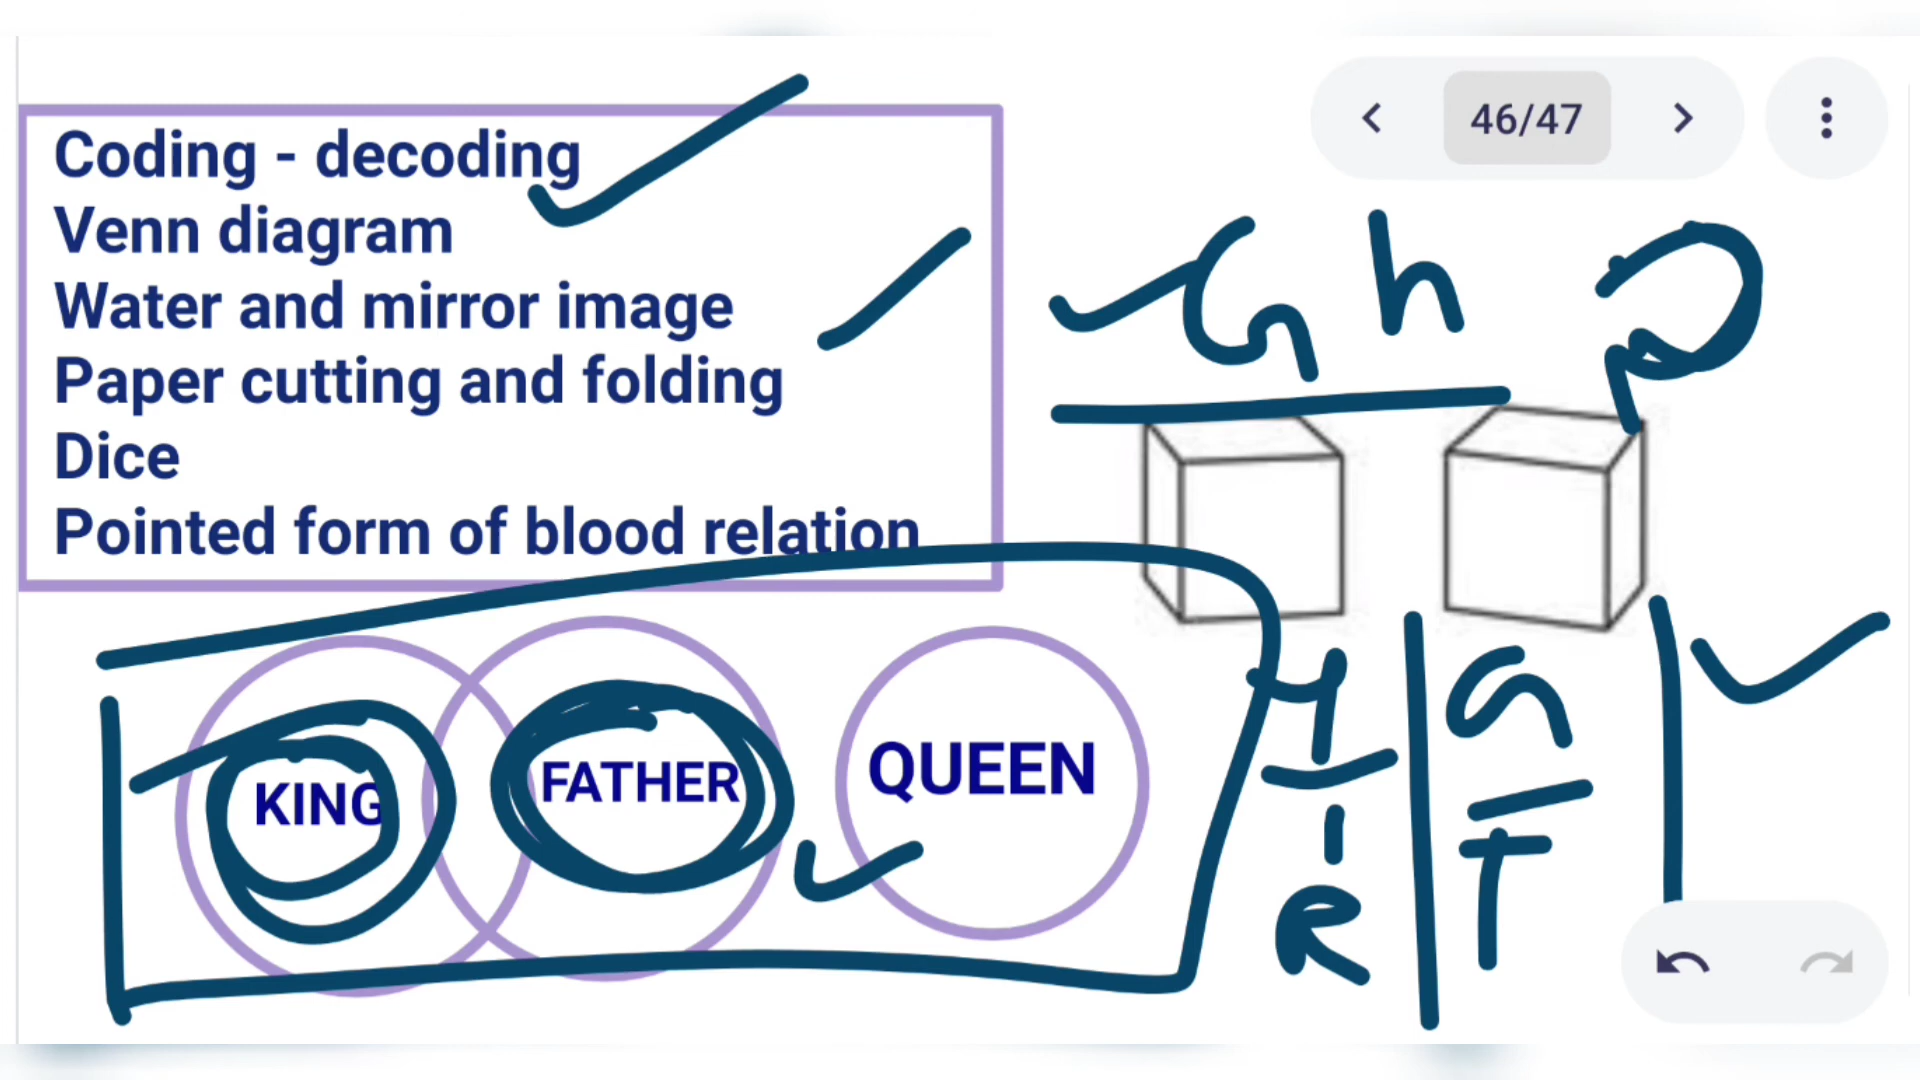 46/47
Coding - decoding
Venn diagram
Water and mirror image
Paper cutting and folding
Dice
Pointed form of blood relation
h
KING
FATHER
QUEEN
R
T